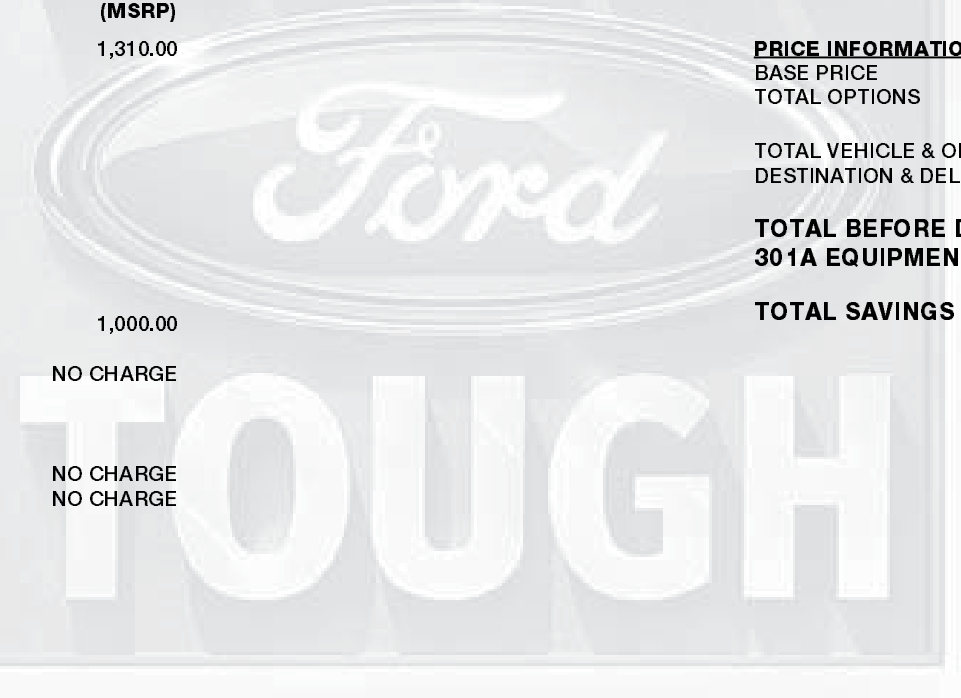 (MSRP)
1,310.00
1,000.00
NO CHARGE
NO CHARGE
NO CHARGE
Ford
TOUGH
PRICE INFORMATIO
BASE PRICE
TOTAL OPTIONS
TOTAL VEHICLE & O
DESTINATION & DEL
TOTAL BEFORE D
301A EQUIPMEN
TOTAL SAVINGS